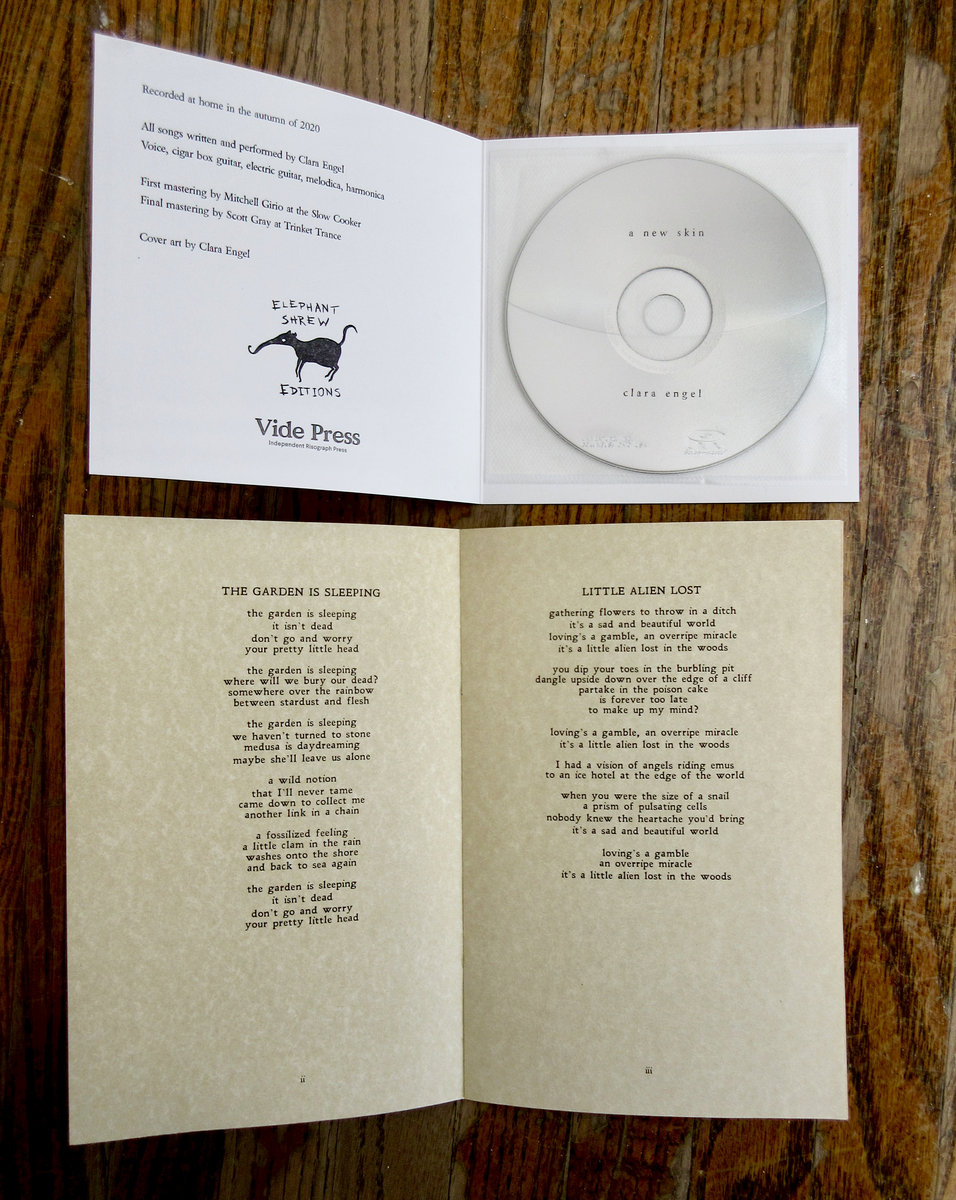 Recorded at home in the autumn of 2020
All songs written and performed by Clara Engel
Voice, cigar box guitar, electric guitar, melodica, harmonica
First mastering by Mitchell Girio at the Slow Cooker
Final mastering by Scott Gray at Trinket Trance
Cover art by Clara Engel
ELEPHANT
SHREW
EDITIONS
Vide Press
Independent Risograph Press
a new skin
clara engel
THE GARDEN IS SLEEPING
the garden is sleeping
it isn't dead
don't go and worry
your pretty little head
the garden is sleeping
where will we bury our dead?
somewhere over the rainbow
between stardust and flesh
the garden is sleeping
we haven't turned to stone
medusa is daydreaming
maybe she'll leave us alone
a wild notion
that I'll never tame
came down to collect me
another link in a chain
a fossilized feeling
a little clam in the rain
washes onto the shore
and back to sea again
the garden is sleeping
it isn't dead
don't go and worry
your pretty little head
ii
LITTLE ALIEN LOST
gathering flowers to throw in a ditch
it's a sad and beautiful world
loving's a gamble, an overripe miracle
it's a little alien lost in the woods
you dip your toes in the burbling pit
dangle upside down over the edge of a cliff
partake in the poison cake
is forever too late
to make up my mind?
loving's a gamble, an overripe miracle
it's a little alien lost in the woods
I had a vision of angels riding emus
to an ice hotel at the edge of the world
when you were the size of a snail
a prism of pulsating cells
nobody knew the heartache you'd bring
it's a sad and beautiful world
loving's a gamble
an overripe miracle
it's a little alien lost in the woods
iii